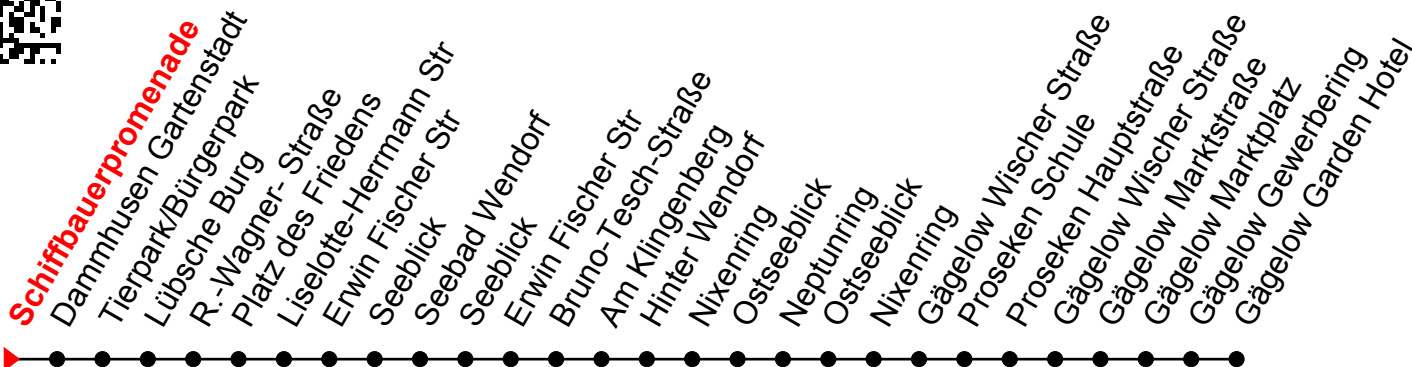 Schiffbauerpromenade
Dammhusen Gartenstadt
Tierpark/Bürgerpark
Lübsche Burg
R.-Wagner- Straße
Platz des Friedens
Liselotte-Herrmann Str
Erwin Fischer Str
Seeblick
Seebad Wendorf
Seeblick
Erwin Fischer Str
Bruno-Tesch-Straße
Am Klingenberg
Hinter Wendorf
Nixenring
Ostseeblick
Neptunring
Ostseeblick
Nixenring
Gägelow Wischer Straße
Proseken Schule
Proseken Hauptstraße
Gägelow Wischer Straße
Gägelow Marktstraße
Gägelow Marktplatz
Gägelow Gewerbering
Gägelow Garden Hotel